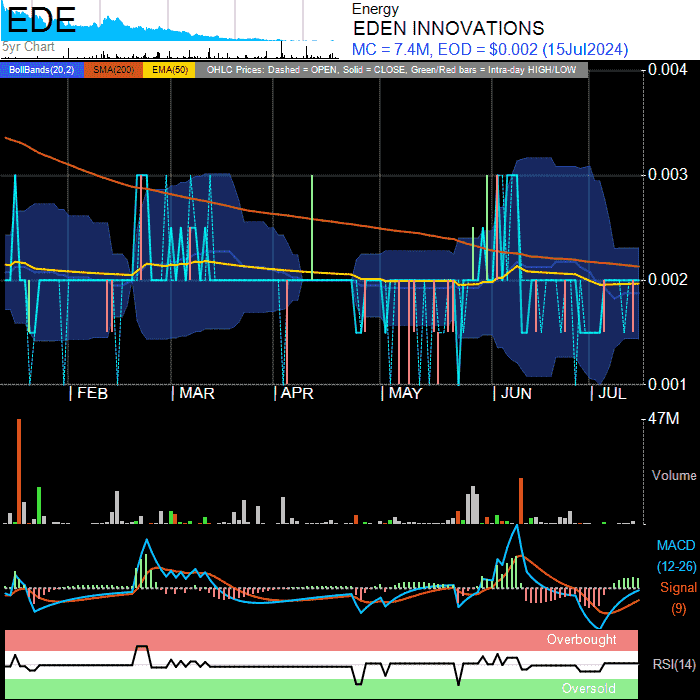 EDE
5yr Chart
Energy
EDEN INNOVATIONS
MC = 7.4M, EOD = $0.002 (15Jul2024)
BollBands(20,2) SMA(200) EMA(50) OHLC Prices: Dashed = OPEN, Solid = CLOSE, Green/Red bars = Intra-day HIGH/LOW
0.004
0.003
0.002
0.001
FEB MAR APR MAY JUN JUL
47M
Volume
MACD
(12-26)
Signal
(9)
Overbought
RSI(14)
Oversold